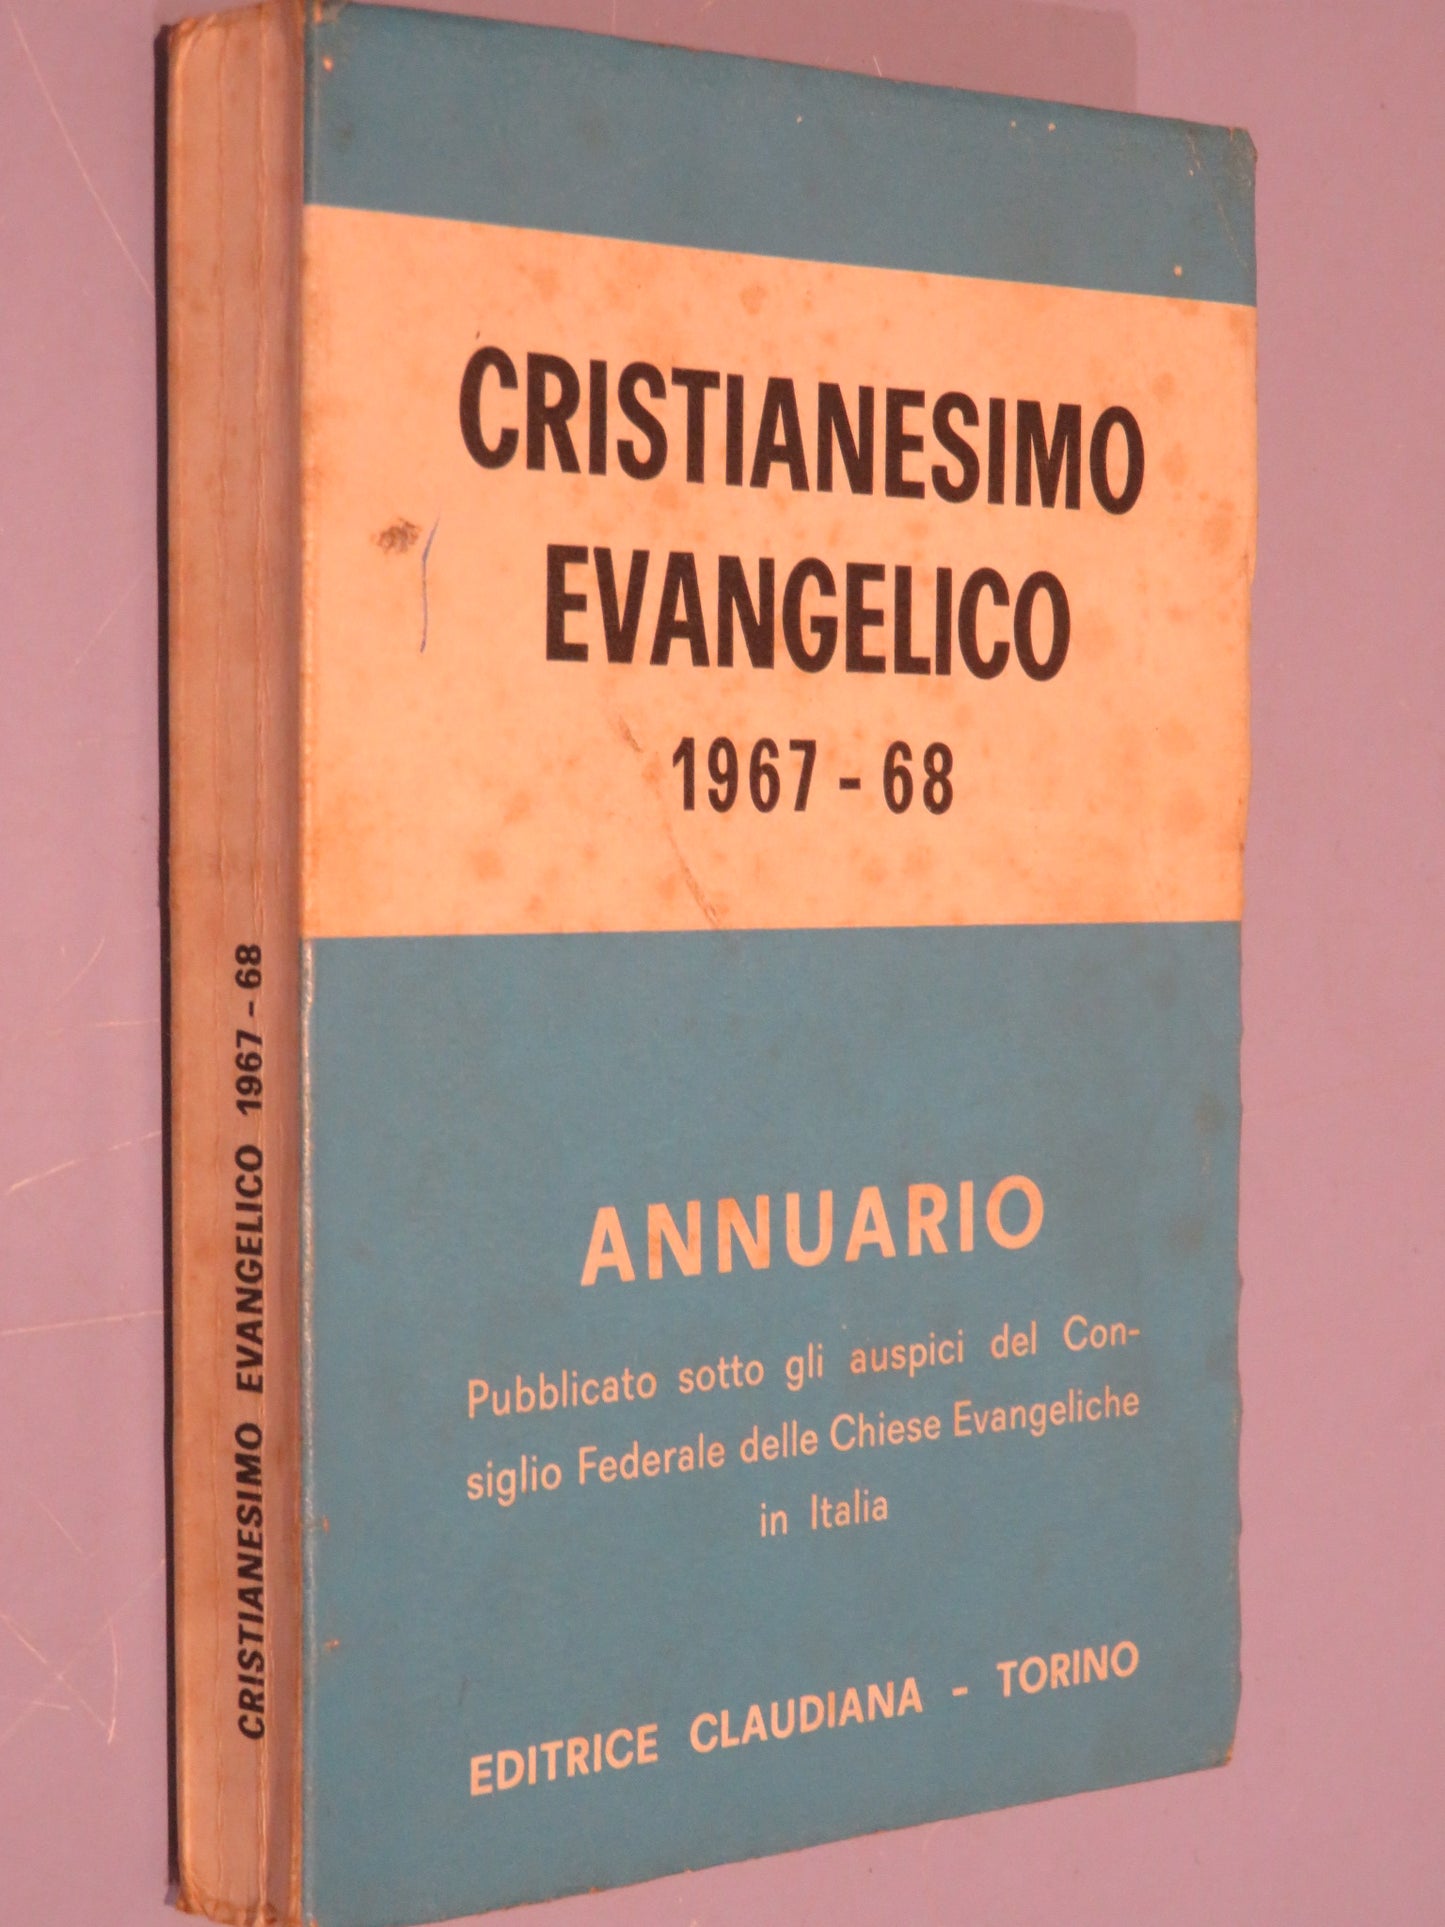 CRISTIANESIMO
EVANGELICO
1967 - 68
ANNUARIO
Pubblicato sotto gli auspici del Con-
siglio Federale delle Chiese Evangeliche
in Italia
EDITRICE CLAUDIANA - TORINO
CRISTIANESIMO EVANGELICO 1967 - 68